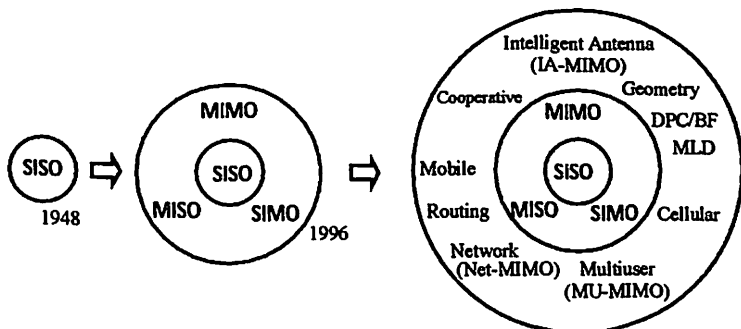 SISO
1948
MIMO
SISO
MISO
SIMO
1996
Intelligent Antenna
(IA-MIMO)
Geometry
Cooperative
MIMO
DPC/BF
MLD
SISO
Mobile
Routing
MISO
SIMO
Cellular
Network
(Net-MIMO)
Multiuser
(MU-MIMO)